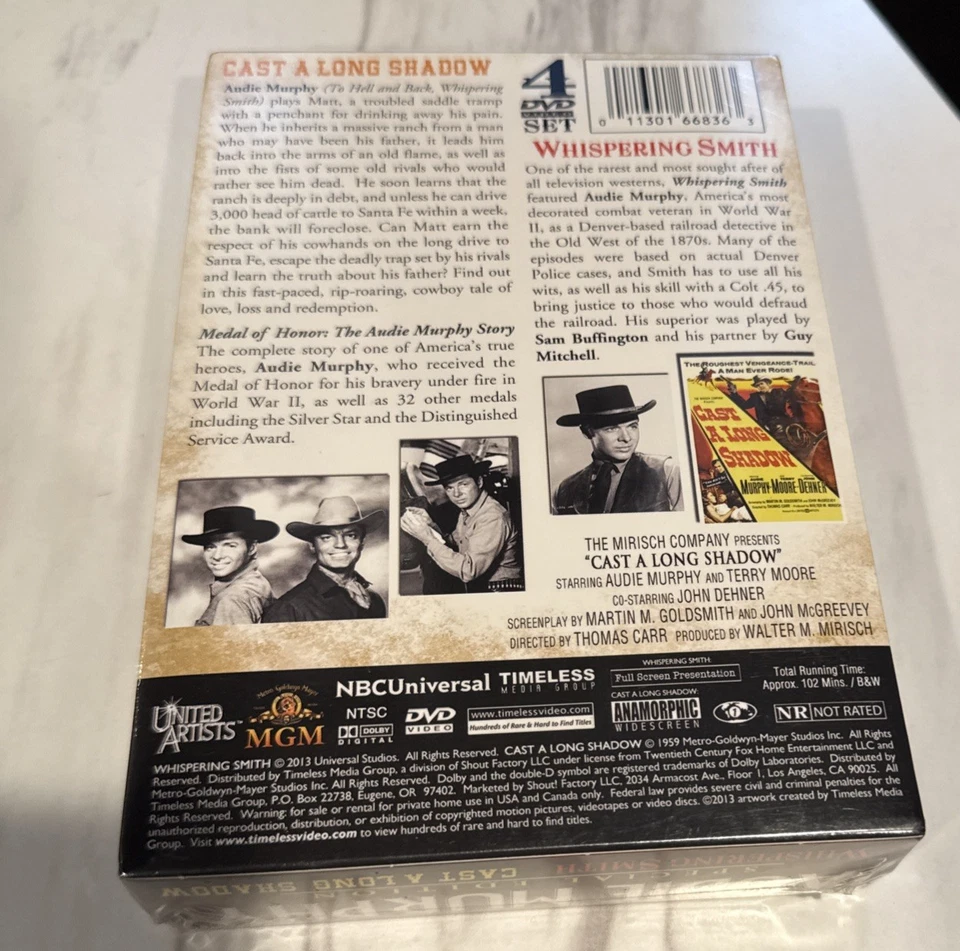 CAST A LONG SHADOW
Audie Murphy (To Hell and Back, Whispering
Smith) plays Matt, a troubled saddle tramp
with a penchant for drinking away his pain.
When he inherits a massive ranch from a man
who may have been his father, it leads him
back into the arms of an old flame, as well as
into the fists of some old rivals who would
rather see him dead. He soon learns that the
ranch is deeply in debt, and unless he can drive
3,000 head of cattle to Santa Fe within a week,
the bank will foreclose. Can Matt earn the
respect of his cowhands on the long drive to
Santa Fe, escape the deadly trap set by his rivals
and learn the truth about his father? Find out
in this fast-paced, rip-roaring, cowboy tale of
love, loss and redemption.
Medal of Honor: The Audie Murphy Story
The complete story of one of America's true
heroes, Audie Murphy, who received the
Medal of Honor for his bravery under fire in
World War II, as well as 32 other medals
including the Silver Star and the Distinguished
Service Award.
4
DVD
SET
0 11301 66836 3
WHISPERING SMITH
One of the rarest and most sought after of
all television westerns, Whispering Smith
featured Audie Murphy, America's most
decorated combat veteran in World War
II, as a Denver-based railroad detective in
the Old West of the 1870s. Many of the
episodes were based on actual Denver
Police cases, and Smith has to use all his
wits, as well as his skill with a Colt .45, to
bring justice to those who would defraud
the railroad. His superior was played by
Sam Buffington and his partner by Guy
Mitchell.
THE ROUGHEST VENGEANCE-TRAIL
A MAN EVER RODE!
CAST
A LONG
SHADOW
MURPHY·MOORE·DEHNER
THE MIRISCH COMPANY PRESENTS
"CAST A LONG SHADOW"
STARRING AUDIE MURPHY AND TERRY MOORE
CO-STARRING JOHN DEHNER
SCREENPLAY BY MARTIN M. GOLDSMITH AND JOHN McGREEVEY
DIRECTED BY THOMAS CARR PRODUCED BY WALTER M. MIRISCH
UNITED
ARTISTS
Metro Goldwyn Mayer
MGM
NBCUniversal
TIMELESS
MEDIA GROUP
NTSC
DOLBY
DIGITAL
DVD
VIDEO
www.timelessvideo.com
Hundreds of Rare & Hard to Find Titles
WHISPERING SMITH:
Full Screen Presentation
CAST A LONG SHADOW:
ANAMORPHIC
WIDESCREEN
1
Total Running Time:
Approx. 102 Mins. / B&W
NR NOT RATED
WHISPERING SMITH © 2013 Universal Studios. All Rights Reserved. CAST A LONG SHADOW © 1959 Metro-Goldwyn-Mayer Studios Inc. All Rights
Reserved. Distributed by Timeless Media Group, a division of Shout Factory LLC under license from Twentieth Century Fox Home Entertainment LLC and
Metro-Goldwyn-Mayer Studios Inc. All Rights Reserved. Dolby and the double-D symbol are registered trademarks of Dolby Laboratories. Distributed by
Timeless Media Group, P.O. Box 22738, Eugene, OR 97402. Marketed by Shout! Factory LLC, 2034 Armacost Ave., Floor 1, Los Angeles, CA 90025. All
Rights Reserved. Warning: for sale or rental for private home use in USA and Canada only. Federal law provides severe civil and criminal penalties for the
unauthorized reproduction, distribution, or exhibition of copyrighted motion pictures, videotapes or video discs. ©2013 artwork created by Timeless Media
Group. Visit www.timelessvideo.com to view hundreds of rare and hard to find titles.
WHISPERING SMITH
CAST A LONG SHADOW
SPECIAL EDITION
MURPHY